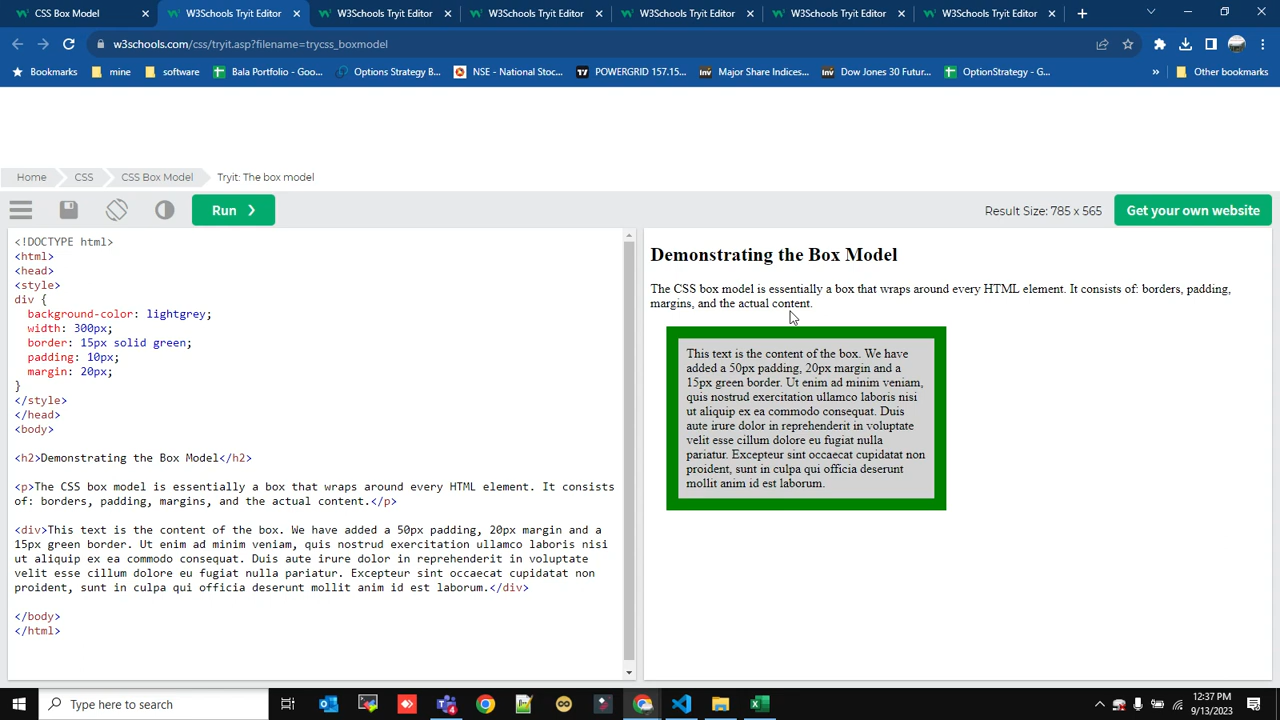 CSS Box Model
W3Schools Tryit Editor
W3Schools Tryit Editor
W3Schools Tryit Editor
W3Schools Tryit Editor
W3Schools Tryit Editor
W3Schools Tryit Editor
w3schools.com/css/tryit.asp?filename=trycss_boxmodel
Bookmarks
mine
software
Bala Portfolio - Goo...
Options Strategy B...
NSE - National Stoc...
POWERGRID 157.15...
Major Share Indices...
Dow Jones 30 Futur...
OptionStrategy - G...
Other bookmarks
Home
CSS
CSS Box Model
Tryit: The box model
Run
Result Size: 785 x 565
Get your own website
<!DOCTYPE html>
<html>
<head>
<style>
div {
background-color: lightgrey;
width: 300px;
border: 15px solid green;
padding: 10px;
margin: 20px;
}
</style>
</head>
<body>
<h2>Demonstrating the Box Model</h2>
<p>The CSS box model is essentially a box that wraps around every HTML element. It consists
of: borders, padding, margins, and the actual content.</p>
<div>This text is the content of the box. We have added a 50px padding, 20px margin and a
15px green border. Ut enim ad minim veniam, quis nostrud exercitation ullamco laboris nisi
ut aliquip ex ea commodo consequat. Duis aute irure dolor in reprehenderit in voluptate
velit esse cillum dolore eu fugiat nulla pariatur. Excepteur sint occaecat cupidatat non
proident, sunt in culpa qui officia deserunt mollit anim id est laborum.</div>
</body>
</html>
Demonstrating the Box Model
The CSS box model is essentially a box that wraps around every HTML element. It consists of: borders, padding,
margins, and the actual content.
This text is the content of the box. We have
added a 50px padding, 20px margin and a
15px green border. Ut enim ad minim veniam,
quis nostrud exercitation ullamco laboris nisi
ut aliquip ex ea commodo consequat. Duis
aute irure dolor in reprehenderit in voluptate
velit esse cillum dolore eu fugiat nulla
pariatur. Excepteur sint occaecat cupidatat non
proident, sunt in culpa qui officia deserunt
mollit anim id est laborum.
Type here to search
12:37 PM
9/13/2023